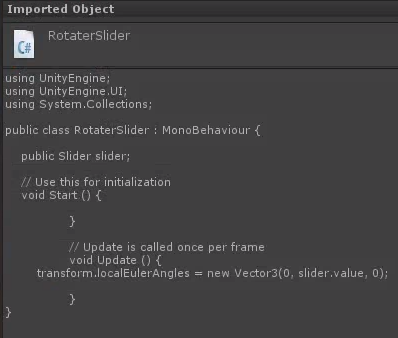 Imported Object
C#
RotaterSlider
using UnityEngine;
using UnityEngine.UI;
using System.Collections;
public class RotaterSlider : MonoBehaviour {
public Slider slider;
// Use this for initialization
void Start () {
}
// Update is called once per frame
void Update () {
transform.localEulerAngles = new Vector3(0, slider.value, 0);
}
}